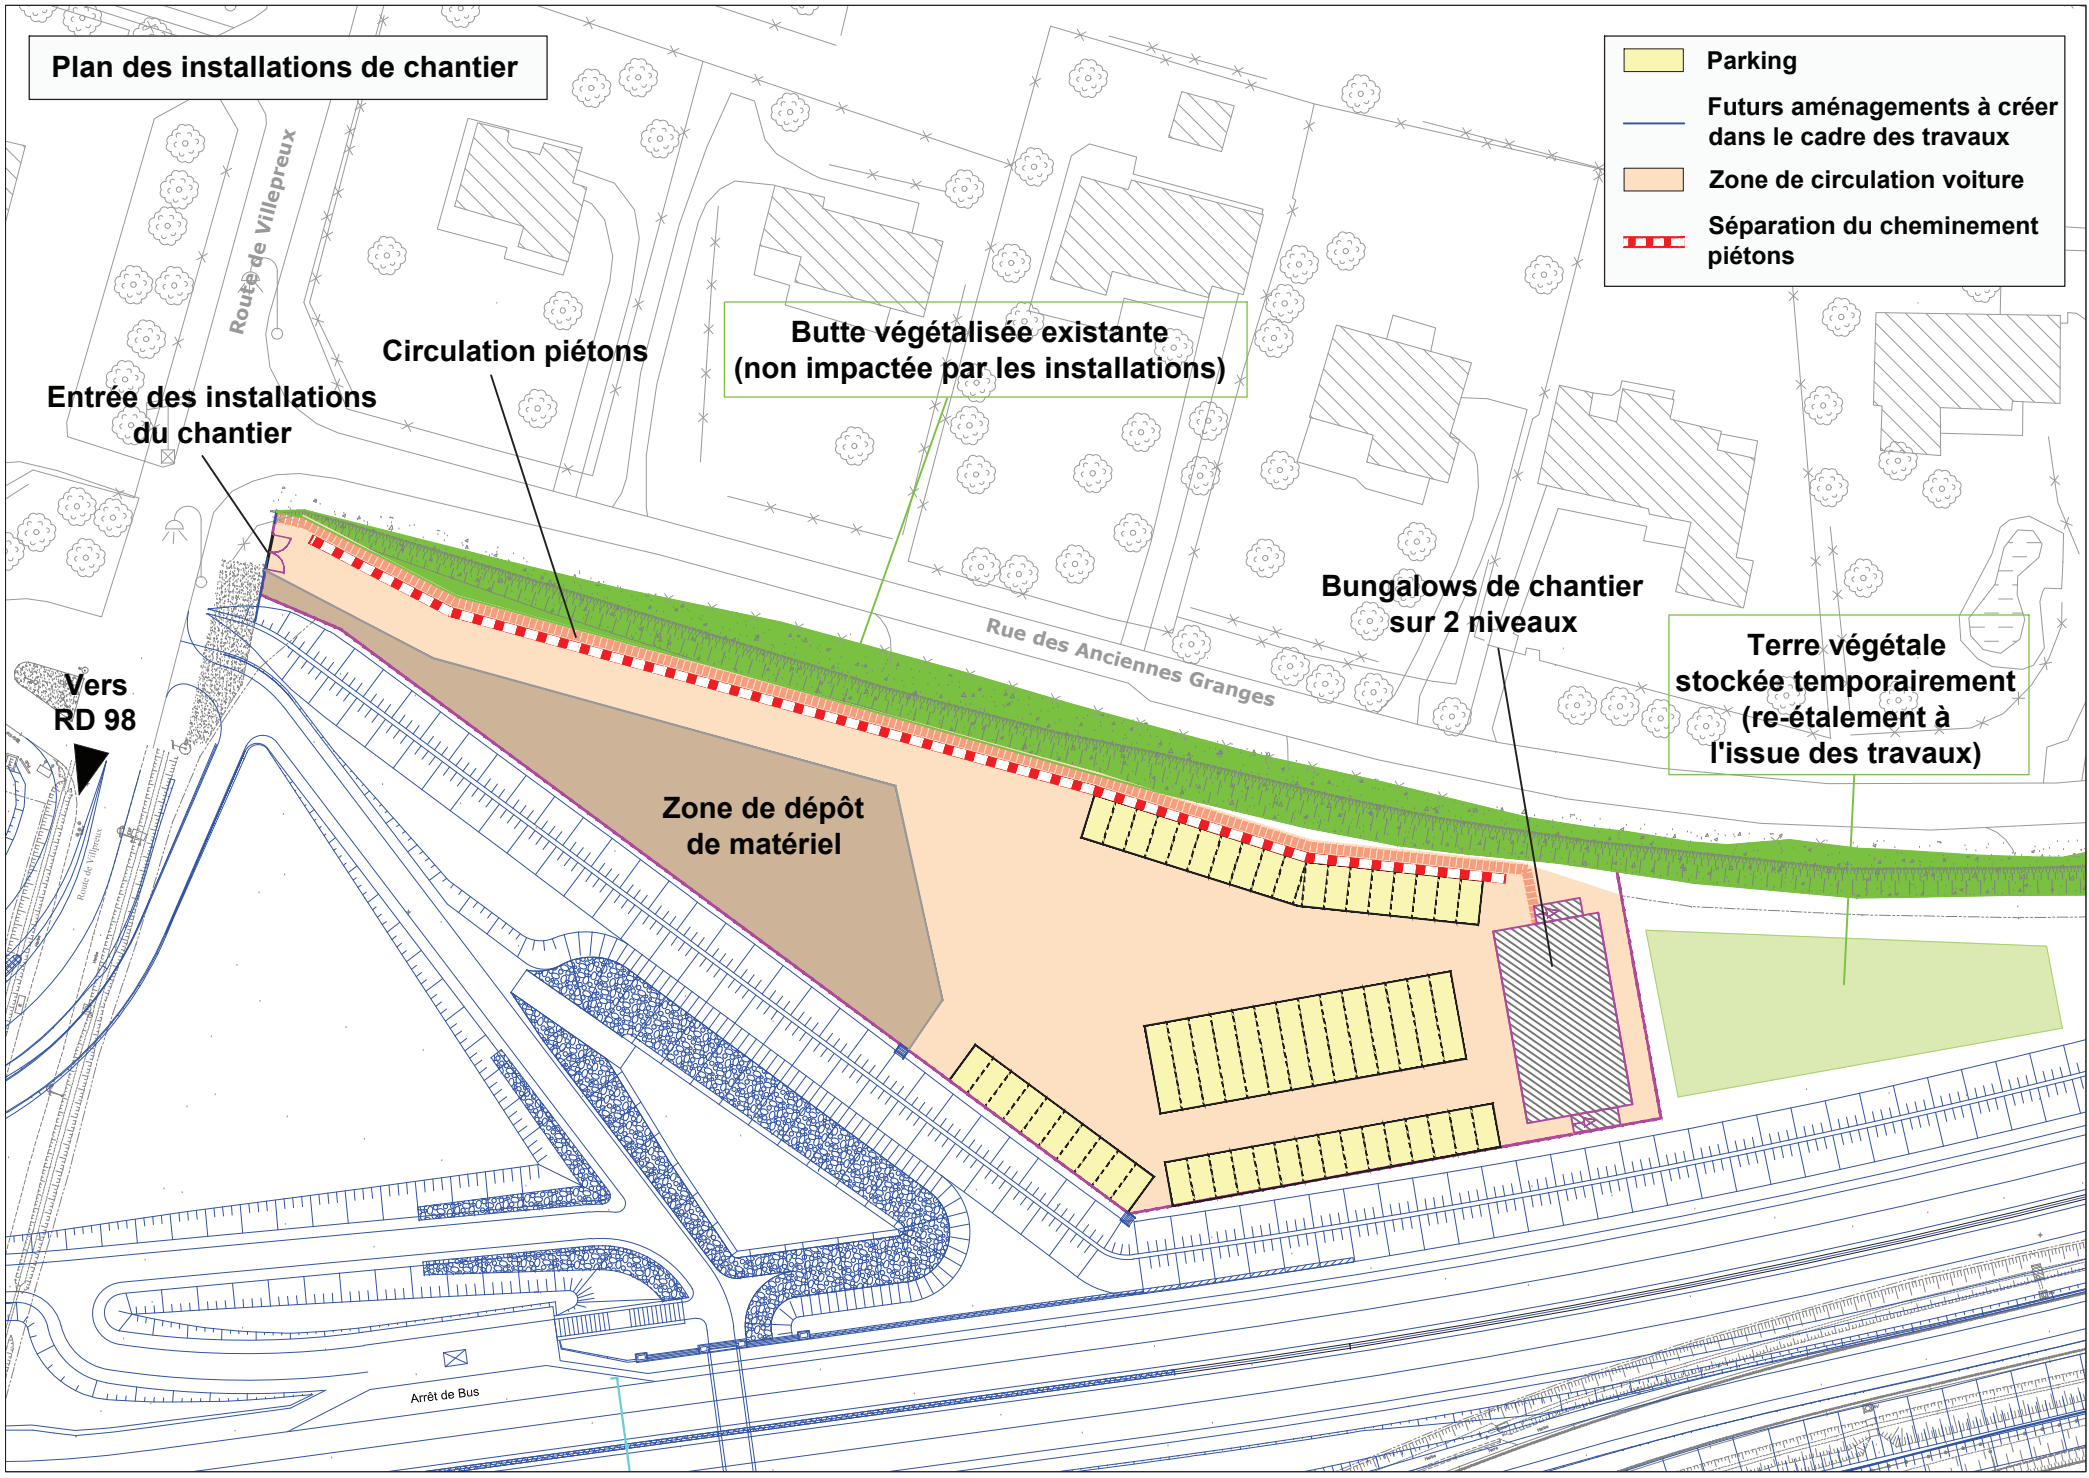 Plan des installations de chantier
Parking
Futurs aménagements à créer
dans le cadre des travaux
Zone de circulation voiture
Séparation du cheminement
piétons
Route de Villepreux
Butte végétalisée existante
(non impactée par les installations)
Circulation piétons
Entrée des installations
du chantier
Bungalows de chantier
sur 2 niveaux
Rue des Anciennes Granges
Terre végétale
stockée temporairement
(re-étalement à
l'issue des travaux)
Vers
RD 98
Zone de dépôt
de matériel
Route de Villpreux
Arrêt de Bus